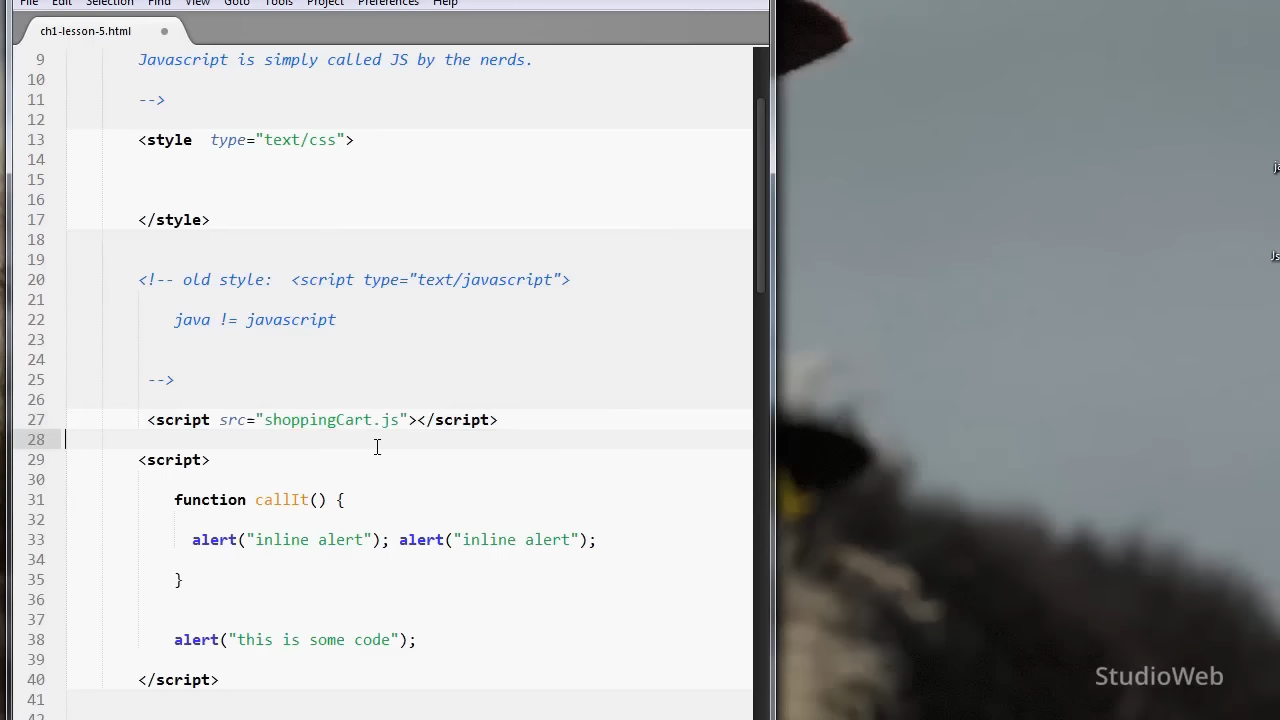 File Edit Selection Find View Goto Tools Project Preferences Help
ch1-lesson-5.html
9 Javascript is simply called JS by the nerds.
10
11 -->
12
13 <style  type="text/css">
14
15
16
17 </style>
18
19
20 <!-- old style:  <script type="text/javascript">
21
22 java != javascript
23
24
25 -->
26
27 <script src="shoppingCart.js"></script>
28
29 <script>
30
31 function callIt() {
32
33 alert("inline alert"); alert("inline alert");
34
35 }
36
37
38 alert("this is some code");
39
40 </script>
41
StudioWeb